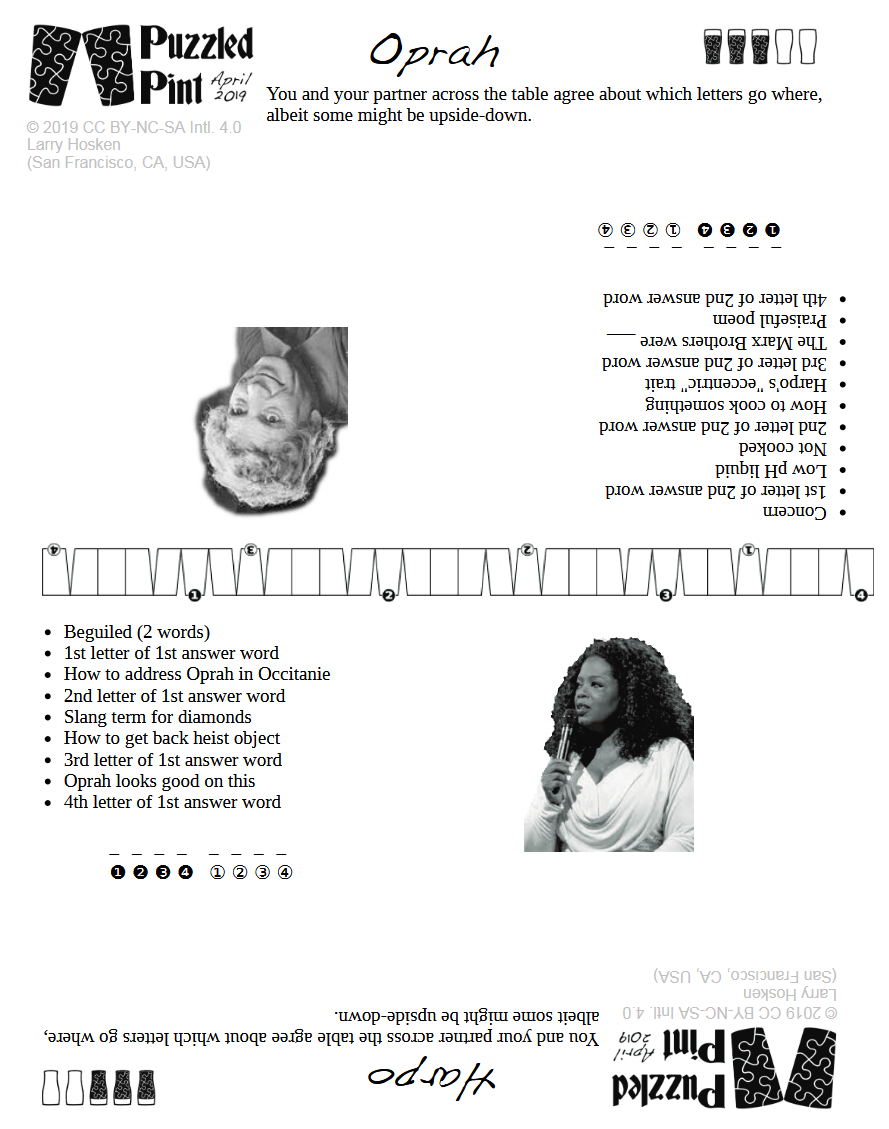 Puzzled
Pint April
2019
Oprah
You and your partner across the table agree about which letters go where,
albeit some might be upside-down.
© 2019 CC BY-NC-SA Intl. 4.0
Larry Hosken
(San Francisco, CA, USA)
④ ③ ② ① ❹ ❸ ❷ ❶
_ _ _ _ _ _ _ _
• 4th letter of 2nd answer word
• Praiseful poem
• The Marx Brothers were ___
• 3rd letter of 2nd answer word
• Harpo's "eccentric" trait
• How to cook something
• 2nd letter of 2nd answer word
• Not cooked
• Low pH liquid
• 1st letter of 2nd answer word
• Concern
④ ③ ② ①
❶ ❷ ❸ ❹
• Beguiled (2 words)
• 1st letter of 1st answer word
• How to address Oprah in Occitanie
• 2nd letter of 1st answer word
• Slang term for diamonds
• How to get back heist object
• 3rd letter of 1st answer word
• Oprah looks good on this
• 4th letter of 1st answer word
_ _ _ _ _ _ _ _
❶ ❷ ❸ ❹ ① ② ③ ④
(San Francisco, CA, USA)
Larry Hosken
© 2019 CC BY-NC-SA Intl. 4.0
albeit some might be upside-down.
You and your partner across the table agree about which letters go where,
Harpo
Puzzled
Pint April
2019